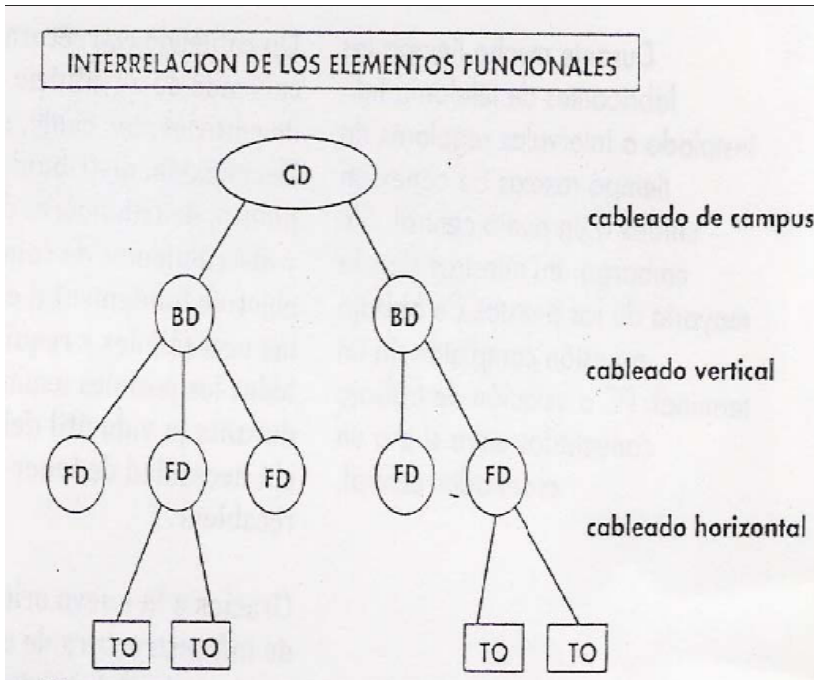 INTERRELACION DE LOS ELEMENTOS FUNCIONALES
CD
cableado de campus
BD
BD
cableado vertical
FD
FD
FD
FD
FD
cableado horizontal
TO
TO
TO
TO